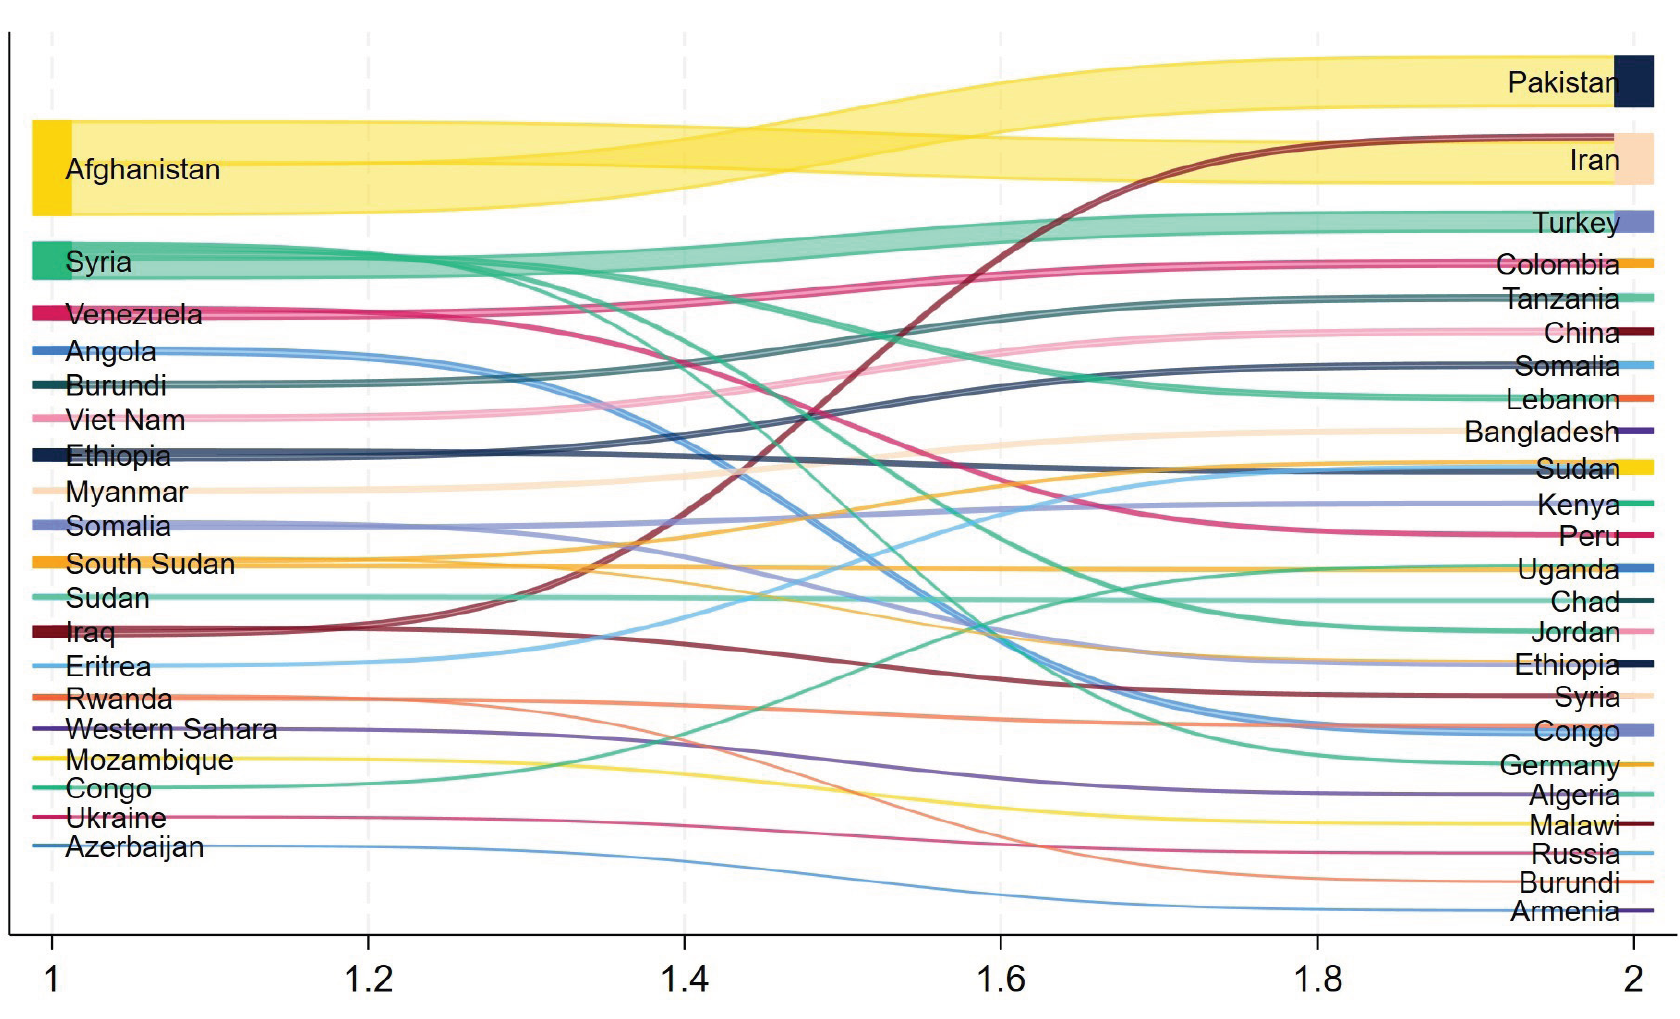 Afghanistan
Syria
Venezuela
Angola
Burundi
Viet Nam
Ethiopia
Myanmar
Somalia
South Sudan
Sudan
Iraq
Eritrea
Rwanda
Western Sahara
Mozambique
Congo
Ukraine
Azerbaijan
Pakistan
Iran
Turkey
Colombia
Tanzania
China
Somalia
Lebanon
Bangladesh
Sudan
Kenya
Peru
Uganda
Chad
Jordan
Ethiopia
Syria
Congo
Germany
Algeria
Malawi
Russia
Burundi
Armenia
1 1.2 1.4 1.6 1.8 2